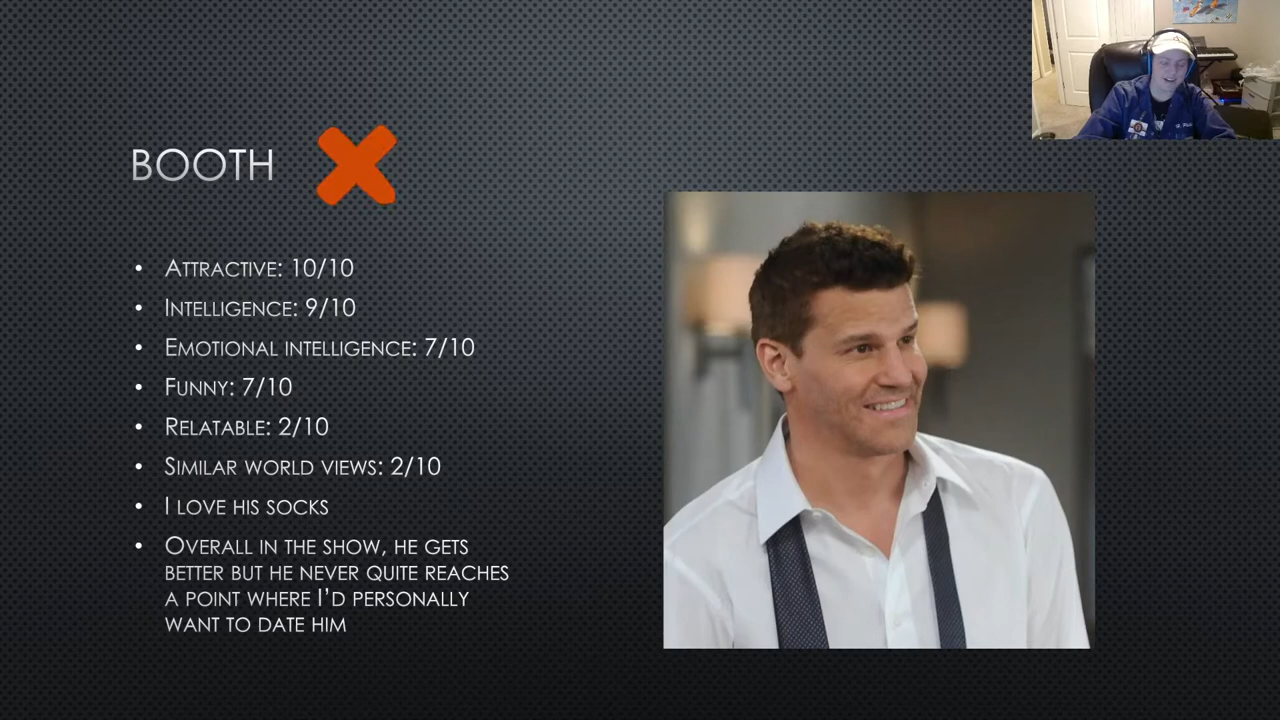 BOOTH
• ATTRACTIVE: 10/10
• INTELLIGENCE: 9/10
• EMOTIONAL INTELLIGENCE: 7/10
• FUNNY: 7/10
• RELATABLE: 2/10
• SIMILAR WORLD VIEWS: 2/10
• I LOVE HIS SOCKS
• OVERALL IN THE SHOW, HE GETS
BETTER BUT HE NEVER QUITE REACHES
A POINT WHERE I’D PERSONALLY
WANT TO DATE HIM